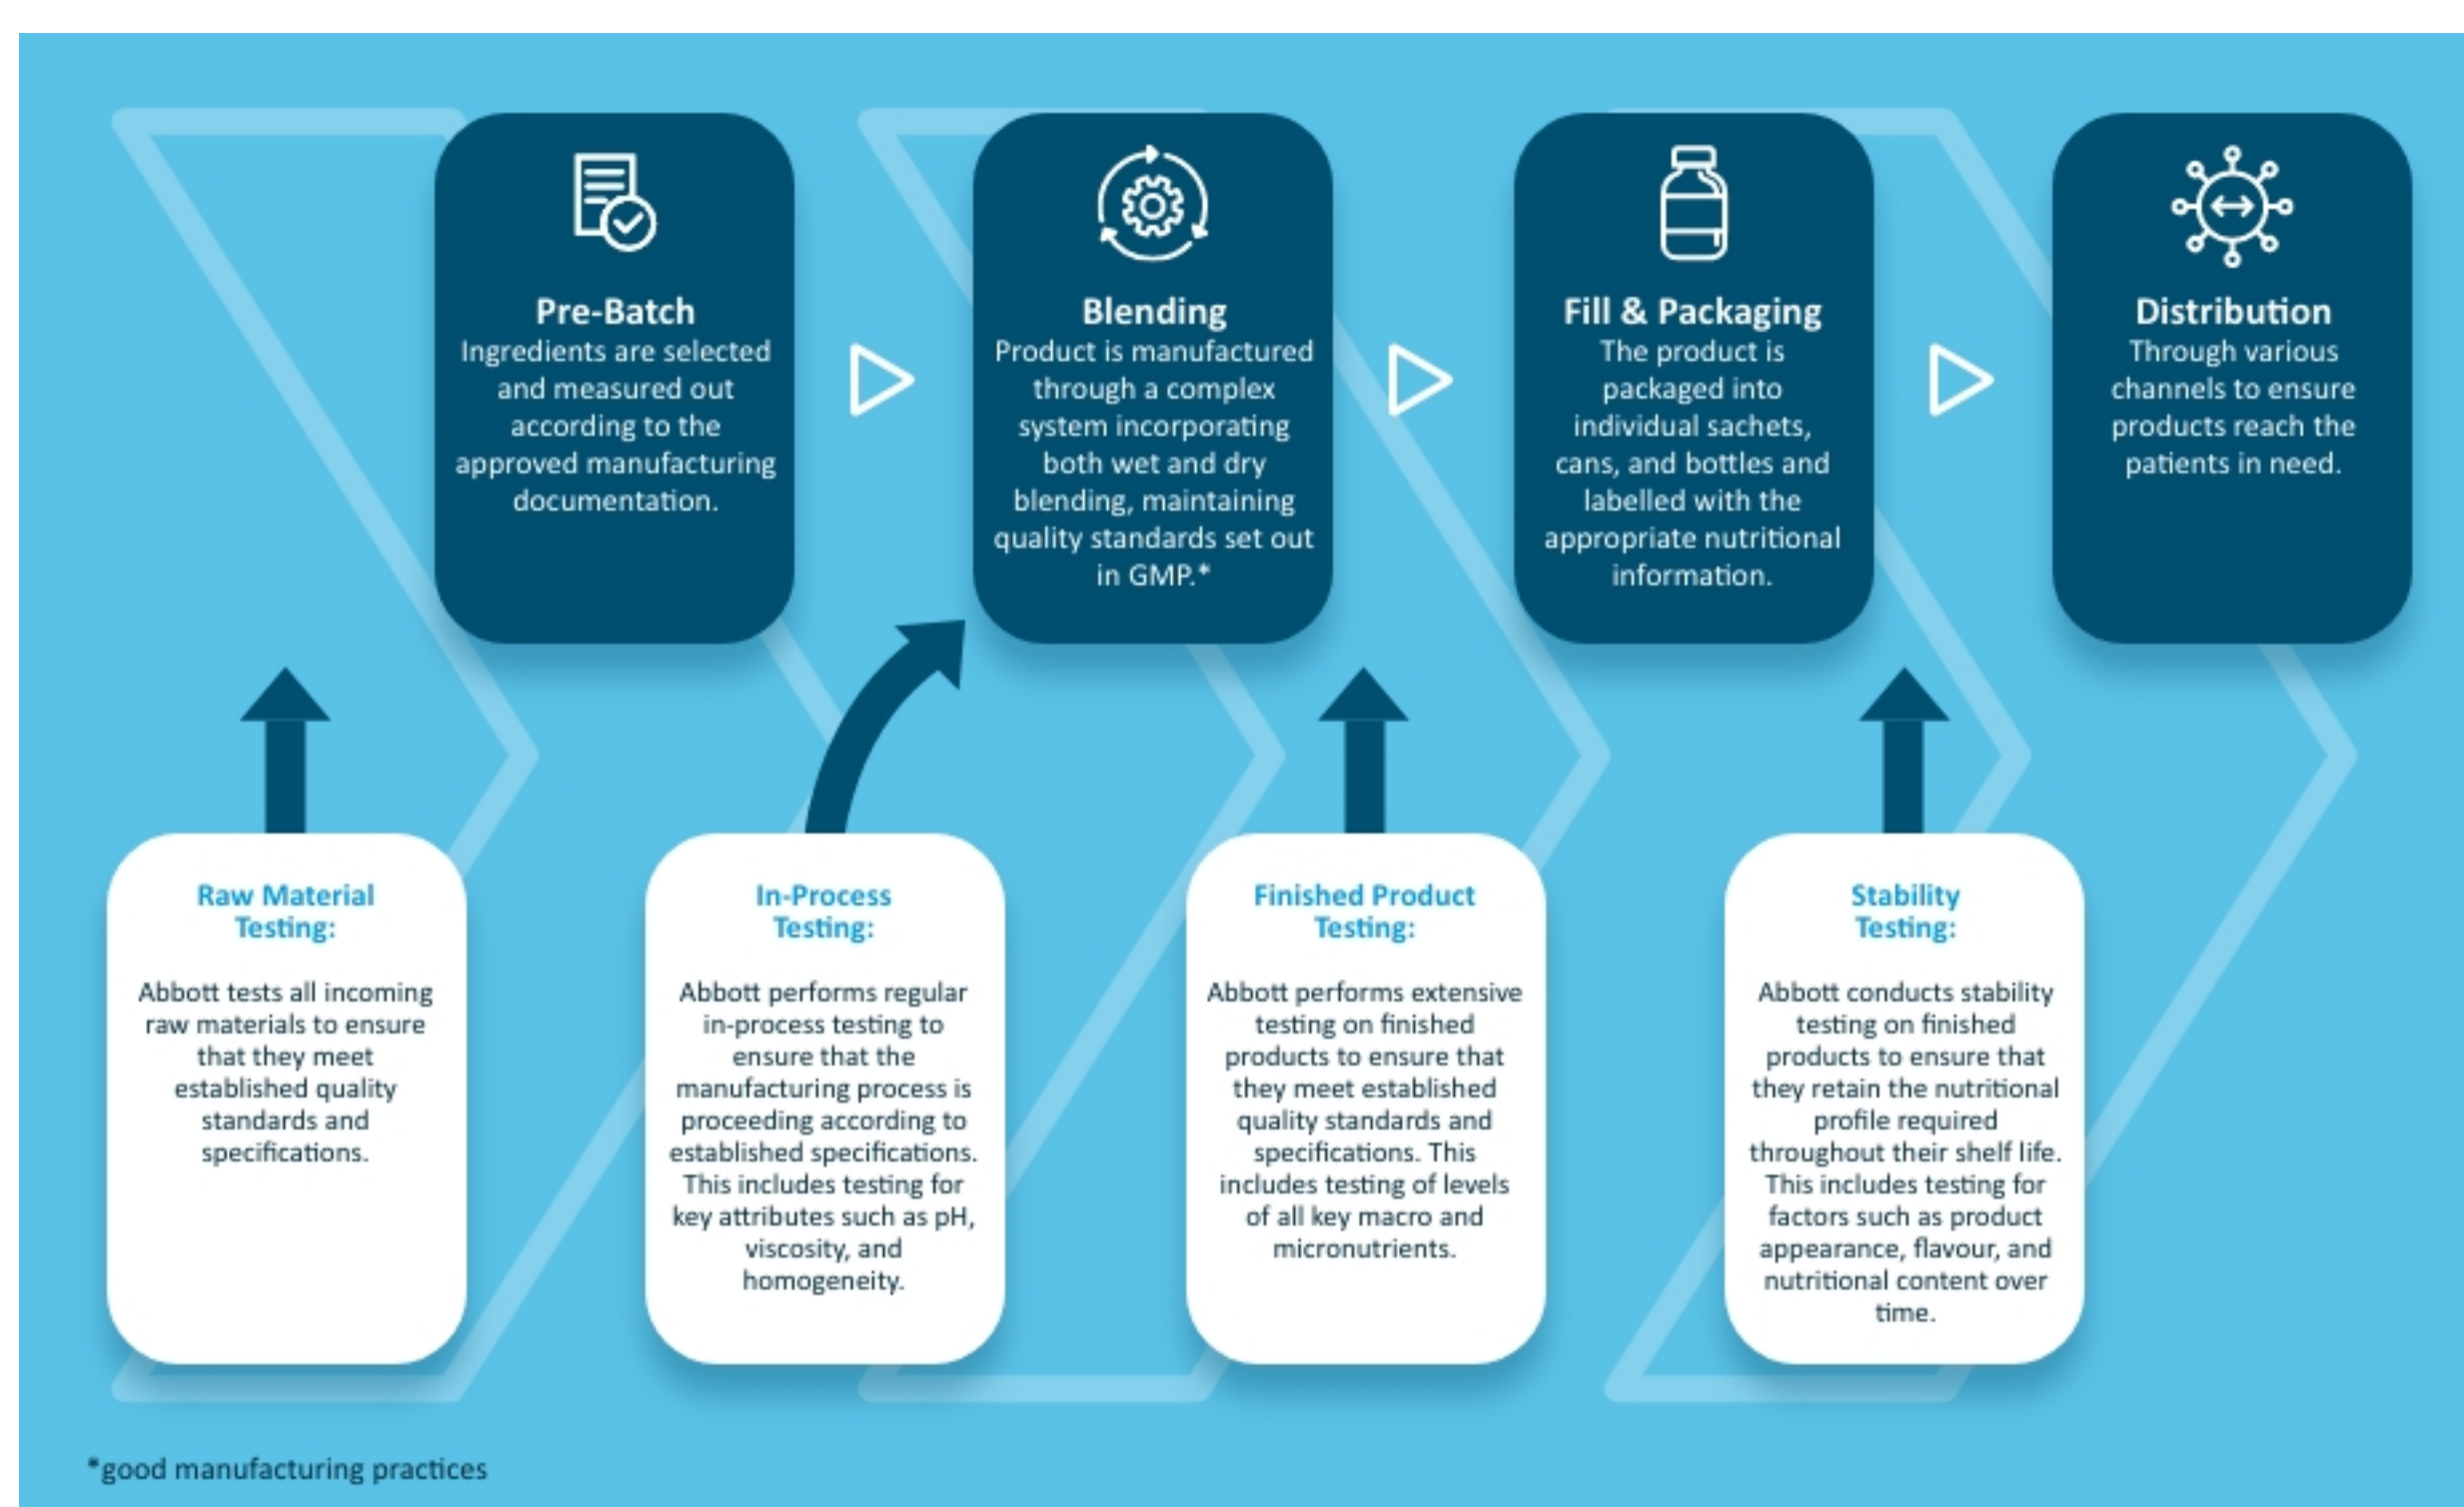 Pre-Batch
Ingredients are selected
and measured out
according to the
approved manufacturing
documentation.
Blending
Product is manufactured
through a complex
system incorporating
both wet and dry
blending, maintaining
quality standards set out
in GMP.*
Fill & Packaging
The product is
packaged into
individual sachets,
cans, and bottles and
labelled with the
appropriate nutritional
information.
Distribution
Through various
channels to ensure
products reach the
patients in need.
Raw Material
Testing:
Abbott tests all incoming
raw materials to ensure
that they meet
established quality
standards and
specifications.
In-Process
Testing:
Abbott performs regular
in-process testing to
ensure that the
manufacturing process is
proceeding according to
established specifications.
This includes testing for
key attributes such as pH,
viscosity, and
homogeneity.
Finished Product
Testing:
Abbott performs extensive
testing on finished
products to ensure that
they meet established
quality standards and
specifications. This
includes testing of levels
of all key macro and
micronutrients.
Stability
Testing:
Abbott conducts stability
testing on finished
products to ensure that
they retain the nutritional
profile required
throughout their shelf life.
This includes testing for
factors such as product
appearance, flavour, and
nutritional content over
time.
*good manufacturing practices